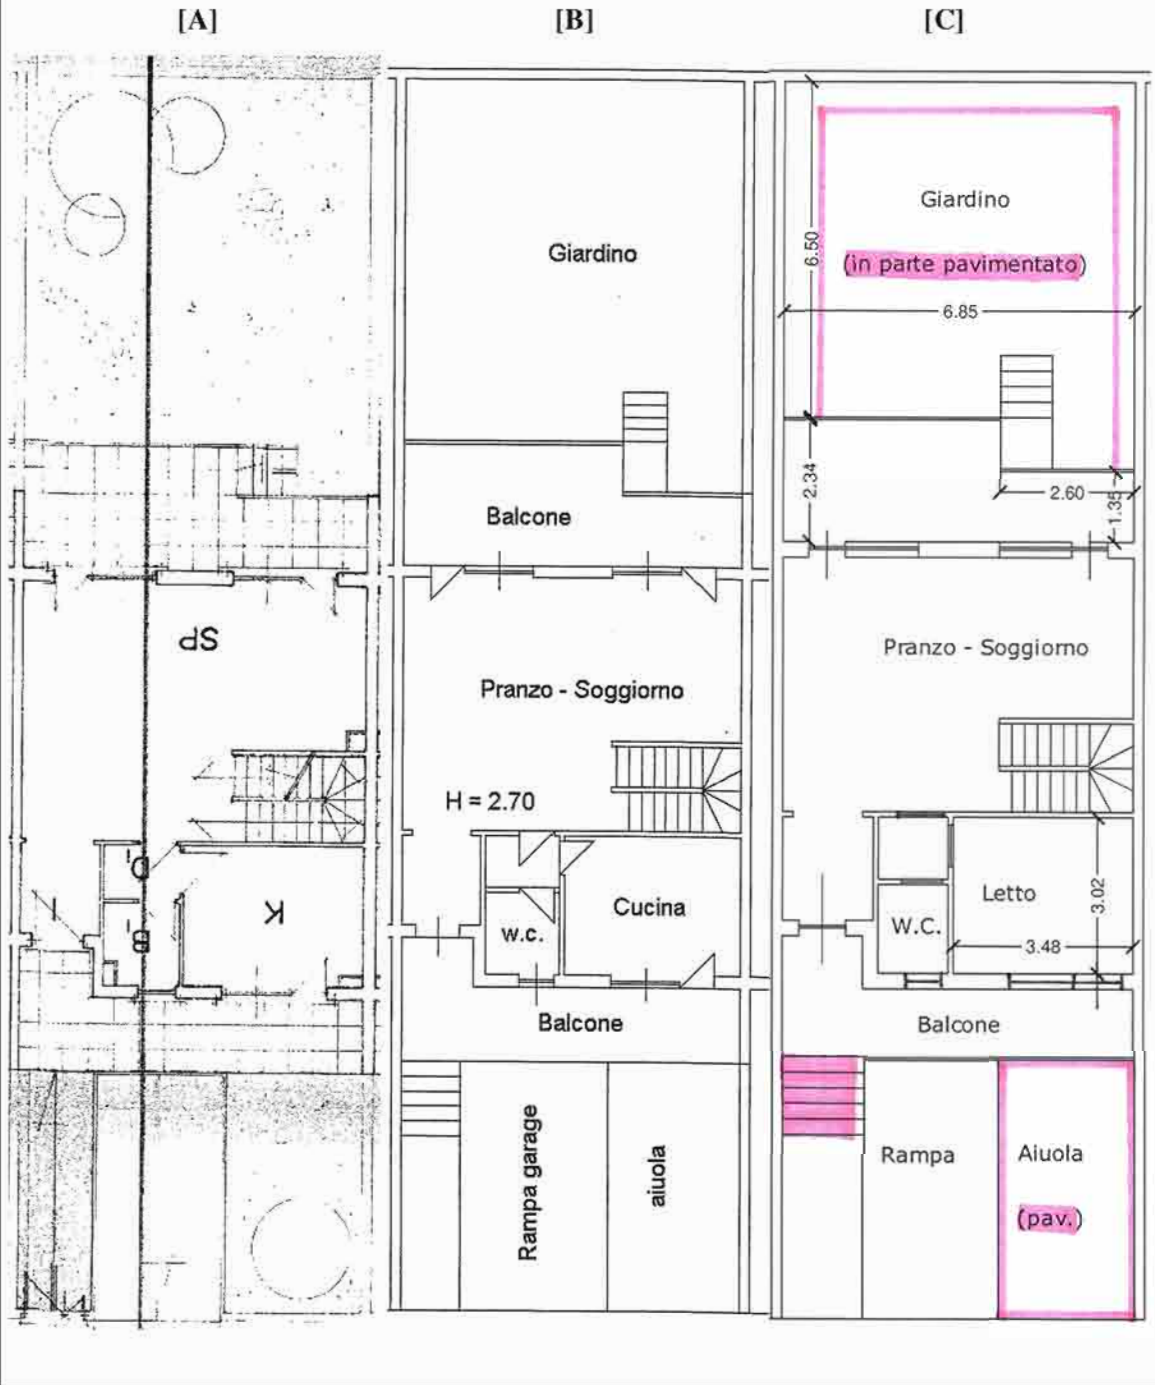 [A]
[B]
[C]
SP
K
Giardino
Balcone
Pranzo - Soggiorno
H = 2.70
w.c.
Cucina
Balcone
Rampa garage
aiuola
Giardino
(in parte pavimentato)
6.50
6.85
2.34
2.60
1.35
Pranzo - Soggiorno
Letto
3.02
W.C.
3.48
Balcone
Rampa
Aiuola
(pav.)